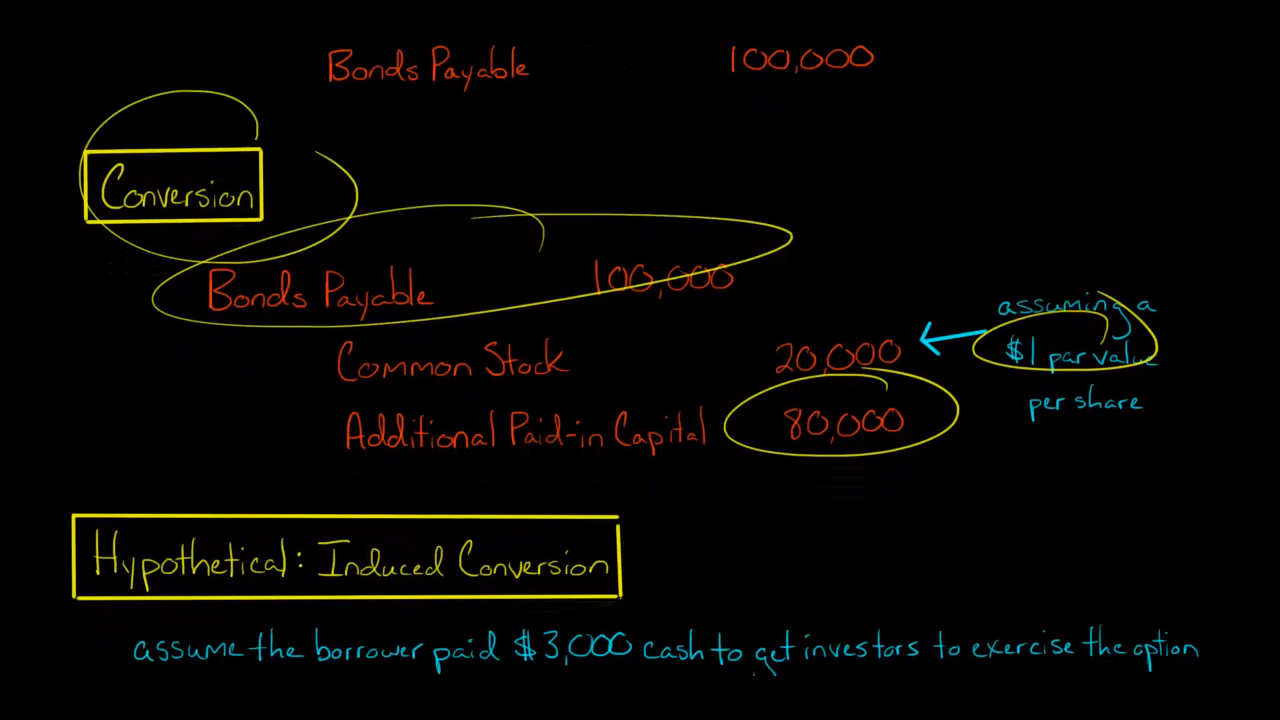 Bonds Payable 100,000
Conversion
Bonds Payable 100,000
assuming a
Common Stock 20,000 $1 par value
per share
Additional Paid-in Capital 80,000
Hypothetical: Induced Conversion
assume the borrower paid $3,000 cash to get investors to exercise the option